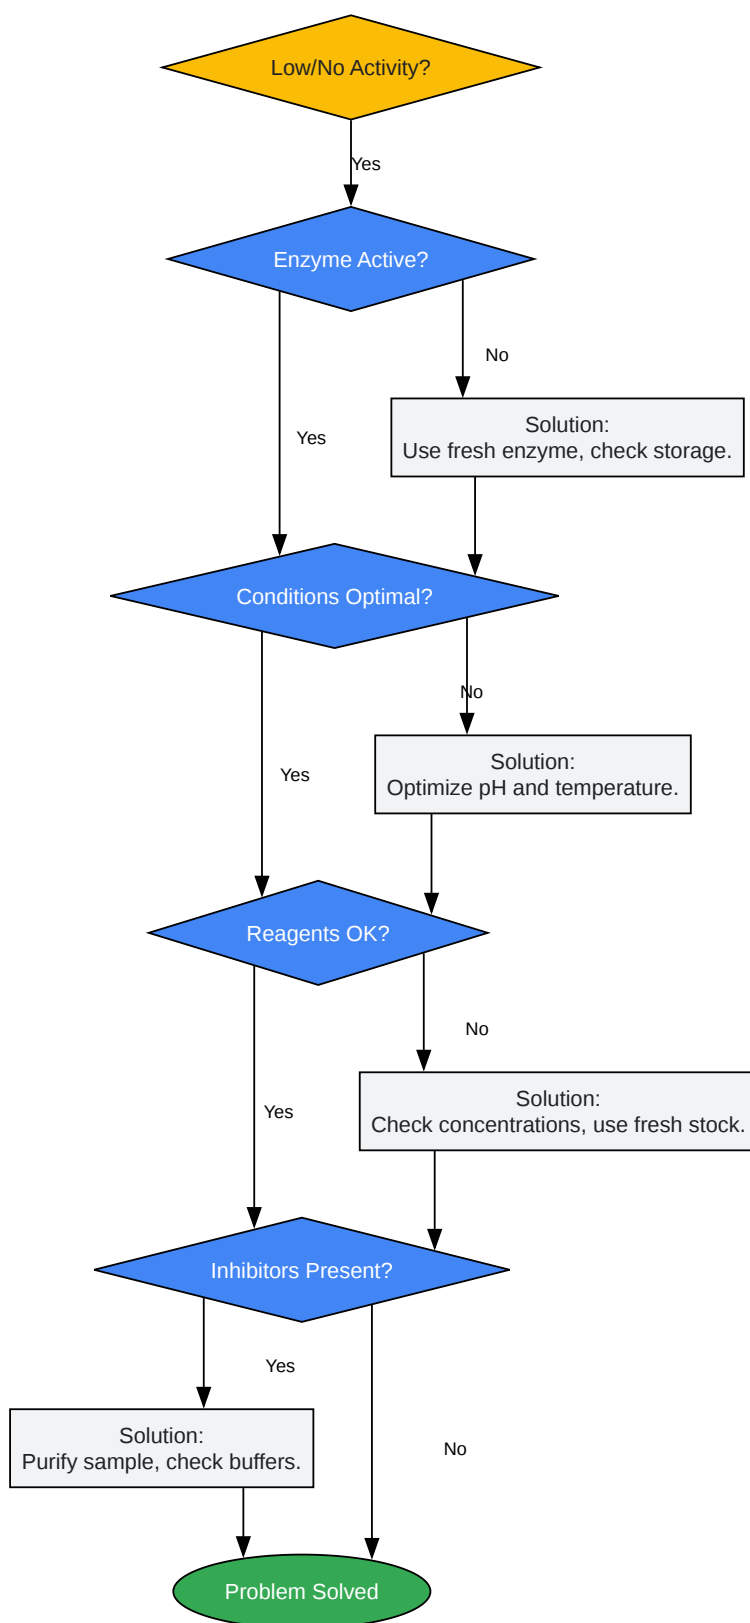 Low/No Activity?
Yes
Enzyme Active?
No
Solution:
Use fresh enzyme, check storage.
Yes
Conditions Optimal?
No
Solution:
Optimize pH and temperature.
Yes
Reagents OK?
No
Solution:
Check concentrations, use fresh stock.
Yes
Inhibitors Present?
Yes
Solution:
Purify sample, check buffers.
No
Problem Solved